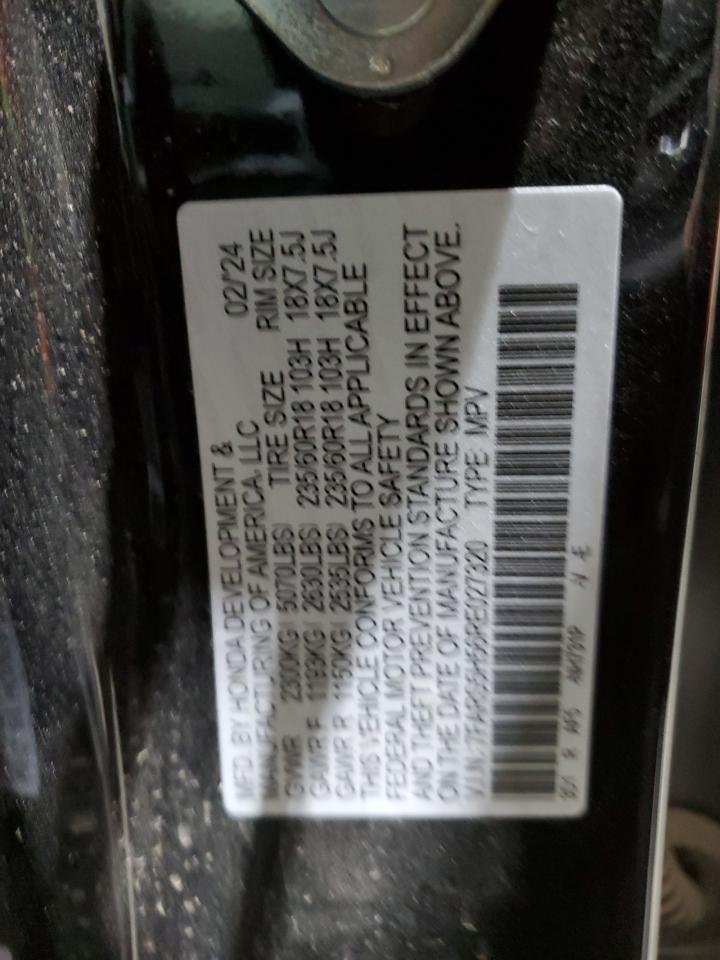 MFD. BY HONDA DEVELOPMENT & 02/24
MANUFACTURING OF AMERICA, LLC
TIRE SIZE RIM SIZE
GVWR 2300KG 5070LBS
GAWR F 1193KG 2630LBS 235/60R18 103H 18X7.5J
GAWR R 1150KG 2535LBS 235/60R18 103H 18X7.5J
THIS VEHICLE CONFORMS TO ALL APPLICABLE
FEDERAL MOTOR VEHICLE SAFETY
AND THEFT PREVENTION STANDARDS IN EFFECT
ON THE DATE OF MANUFACTURE SHOWN ABOVE.
V.I.N.: TYPE: MPV